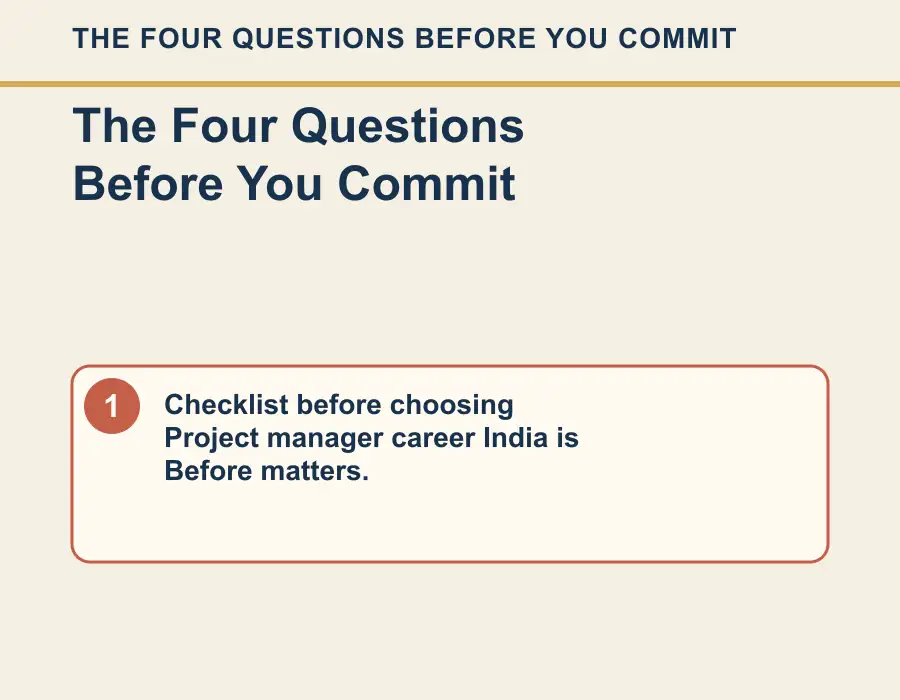 THE FOUR QUESTIONS BEFORE YOU COMMIT
The Four Questions
Before You Commit
1
Checklist before choosing
Project manager career India is
Before matters.